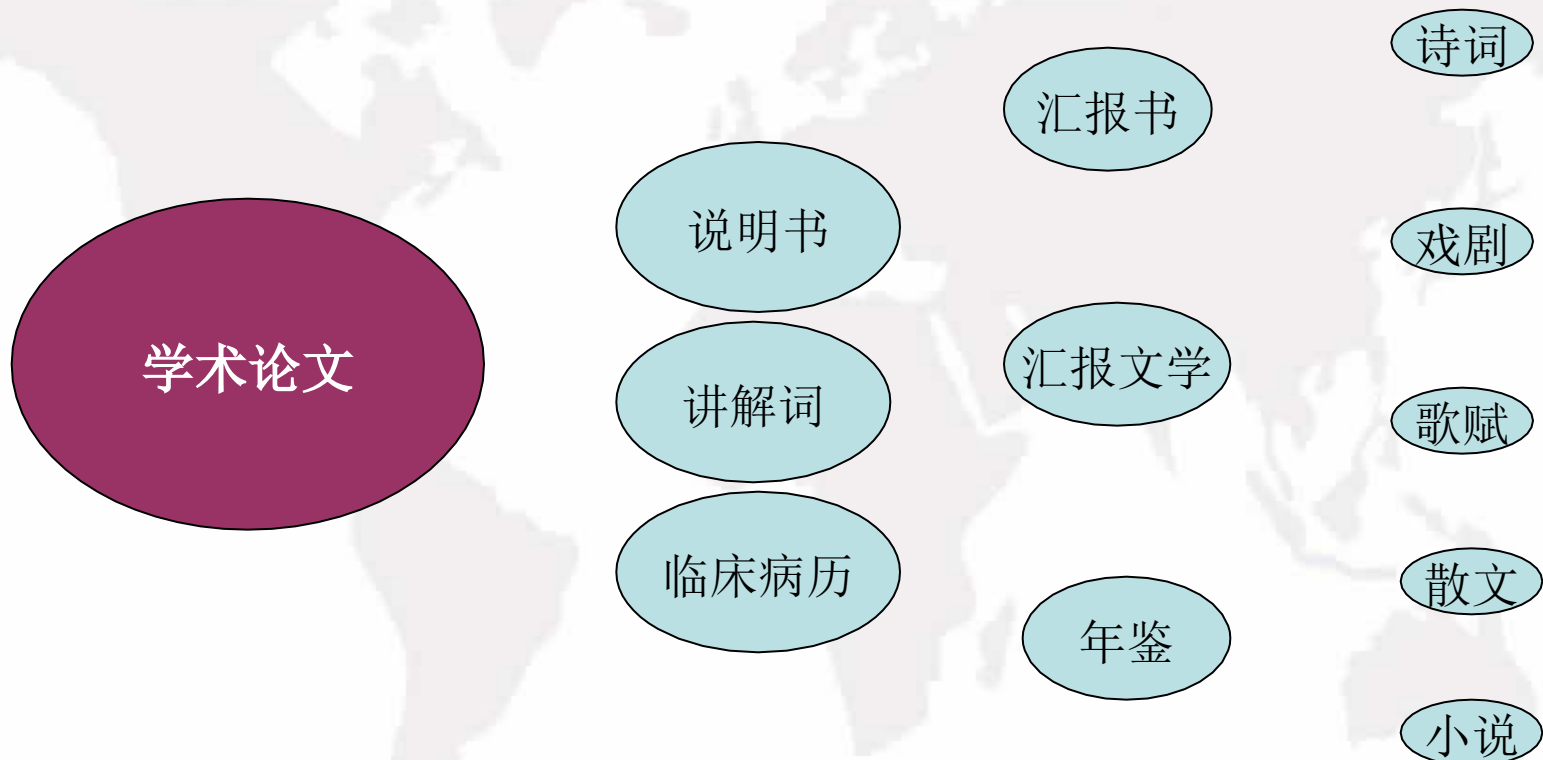 学术论文
说明书
讲解词
临床病历
汇报书
汇报文学
年鉴
诗词
戏剧
歌赋
散文
小说